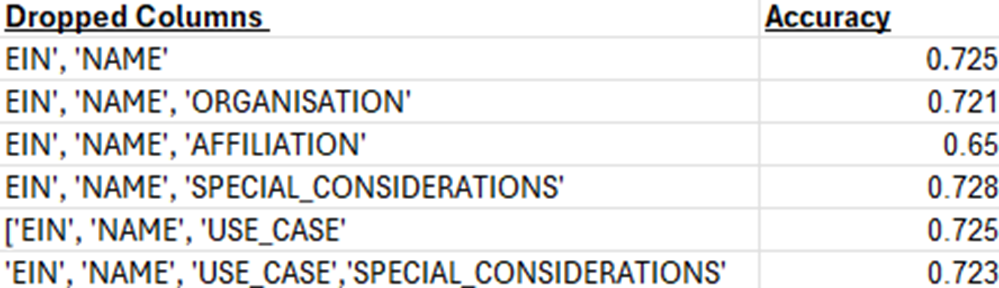 Dropped Columns Accuracy
EIN', 'NAME' 0.725
EIN', 'NAME', 'ORGANISATION' 0.721
EIN', 'NAME', 'AFFILIATION' 0.65
EIN', 'NAME', 'SPECIAL_CONSIDERATIONS' 0.728
['EIN', 'NAME', 'USE_CASE' 0.725
'EIN', 'NAME', 'USE_CASE','SPECIAL_CONSIDERATIONS' 0.723